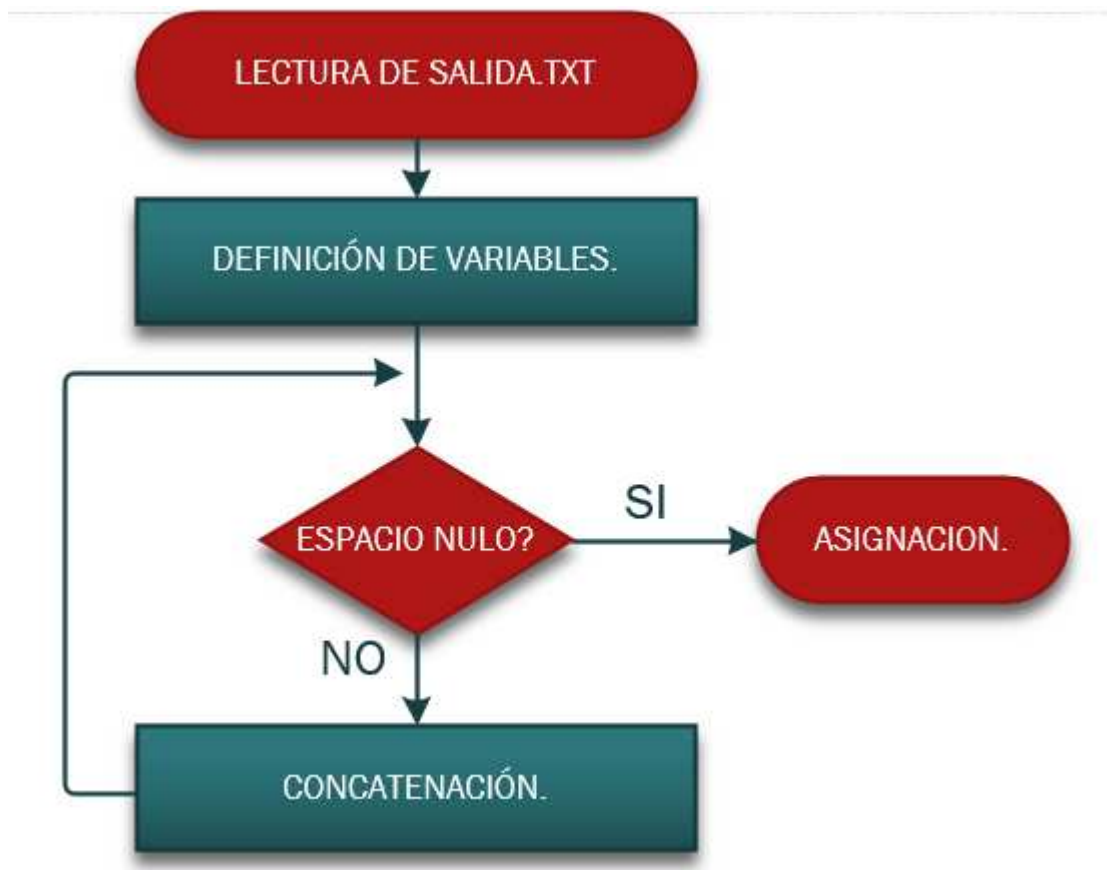 LECTURA DE SALIDA.TXT
DEFINICIÓN DE VARIABLES.
ESPACIO NULO?
SI
ASIGNACION.
NO
CONCATENACIÓN.